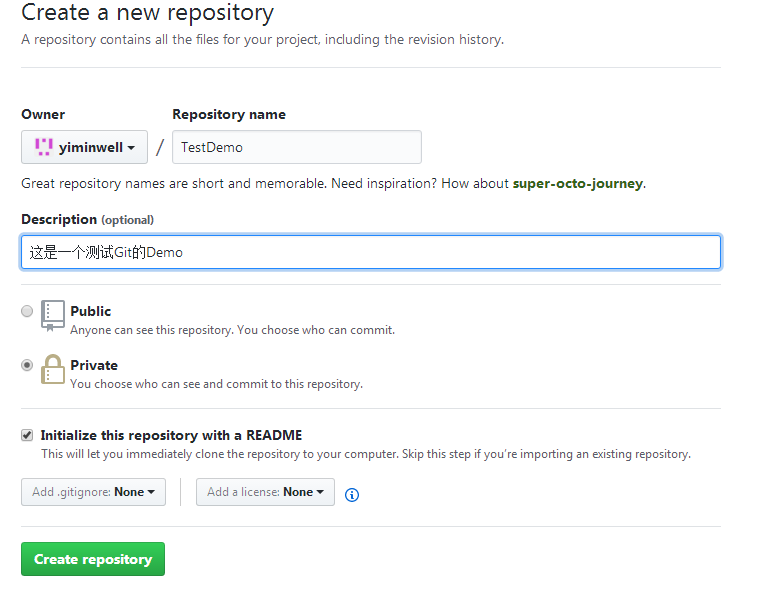 Create a new repository
A repository contains all the files for your project, including the revision history.
Owner
Repository name
yiminwell / TestDemo
Great repository names are short and memorable. Need inspiration? How about super-octo-journey.
Description (optional)
这是一个测试Git的Demo
Public
Anyone can see this repository. You choose who can commit.
Private
You choose who can see and commit to this repository.
Initialize this repository with a README
This will let you immediately clone the repository to your computer. Skip this step if you're importing an existing repository.
Add .gitignore: None
Add a license: None
Create repository